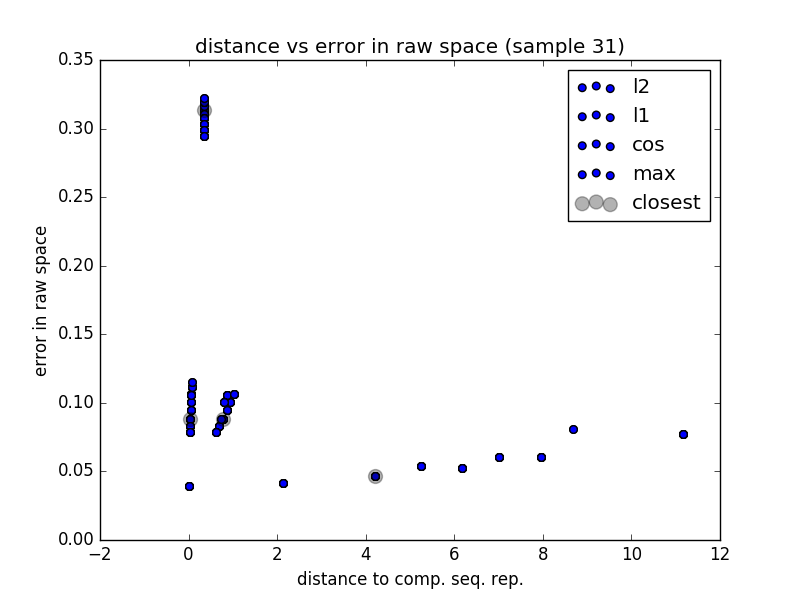 distance vs error in raw space (sample 31)
0.35
0.30
0.25
0.20
0.15
0.10
0.05
0.00
error in raw space
l2
l1
cos
max
closest
−2 0 2 4 6 8 10 12
distance to comp. seq. rep.